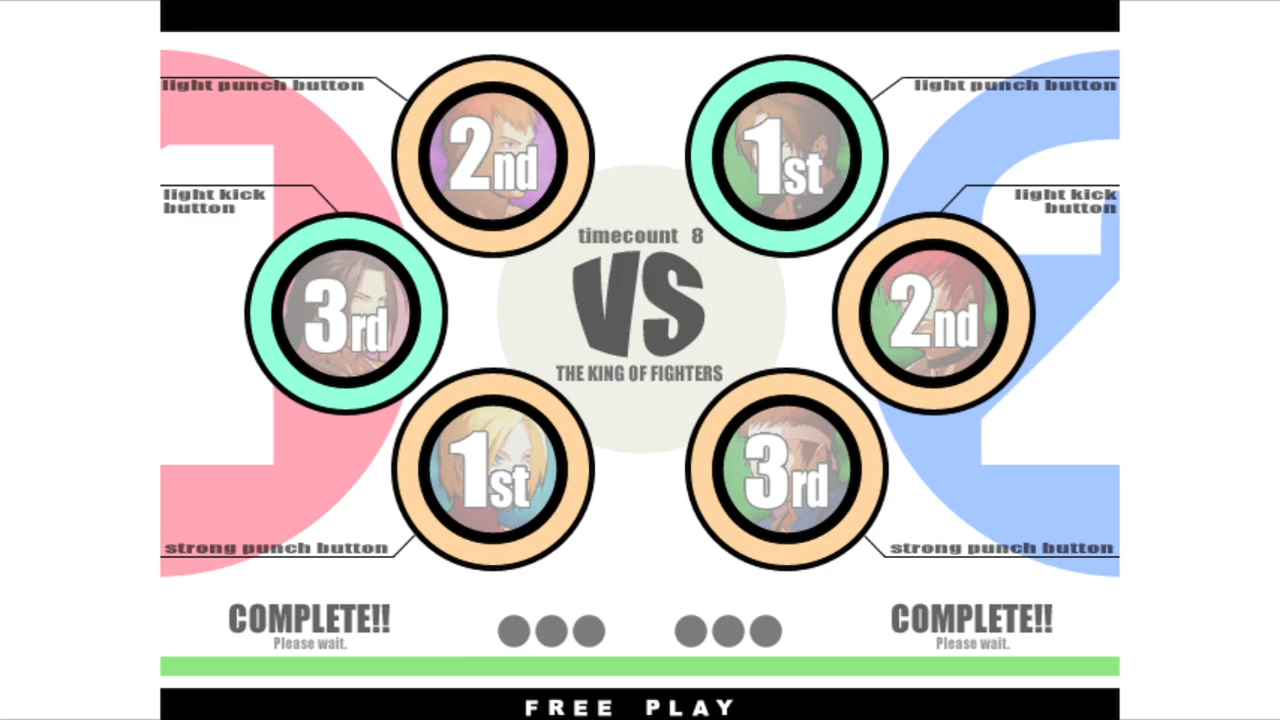 light punch button
light punch button
2nd
1st
light kick
button
light kick
button
timecount 8
VS
3rd
2nd
THE KING OF FIGHTERS
1st
3rd
strong punch button
strong punch button
COMPLETE!!
Please wait.
COMPLETE!!
Please wait.
FREE PLAY
1
2